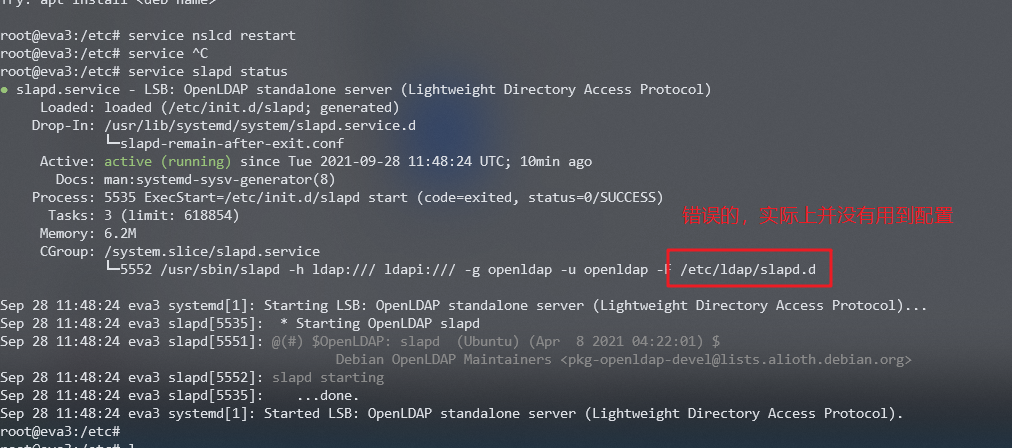 Try: apt install <deb name>
root@eva3:/etc# service nslcd restart
root@eva3:/etc# service ^C
root@eva3:/etc# service slapd status
● slapd.service - LSB: OpenLDAP standalone server (Lightweight Directory Access Protocol)
Loaded: loaded (/etc/init.d/slapd; generated)
Drop-In: /usr/lib/systemd/system/slapd.service.d
└─slapd-remain-after-exit.conf
Active: active (running) since Tue 2021-09-28 11:48:24 UTC; 10min ago
Docs: man:systemd-sysv-generator(8)
Process: 5535 ExecStart=/etc/init.d/slapd start (code=exited, status=0/SUCCESS)
Tasks: 3 (limit: 618854)
错误的，实际上并没有用到配置
Memory: 6.2M
CGroup: /system.slice/slapd.service
└─5552 /usr/sbin/slapd -h ldap:/// ldapi:/// -g openldap -u openldap -F /etc/ldap/slapd.d
Sep 28 11:48:24 eva3 systemd[1]: Starting LSB: OpenLDAP standalone server (Lightweight Directory Access Protocol)...
Sep 28 11:48:24 eva3 slapd[5535]:  * Starting OpenLDAP slapd
Sep 28 11:48:24 eva3 slapd[5551]: @(#) $OpenLDAP: slapd  (Ubuntu) (Apr  8 2021 04:22:01) $
Debian OpenLDAP Maintainers <pkg-openldap-devel@lists.alioth.debian.org>
Sep 28 11:48:24 eva3 slapd[5552]: slapd starting
Sep 28 11:48:24 eva3 slapd[5535]:    ...done.
Sep 28 11:48:24 eva3 systemd[1]: Started LSB: OpenLDAP standalone server (Lightweight Directory Access Protocol).
root@eva3:/etc#
root@eva3:/etc#